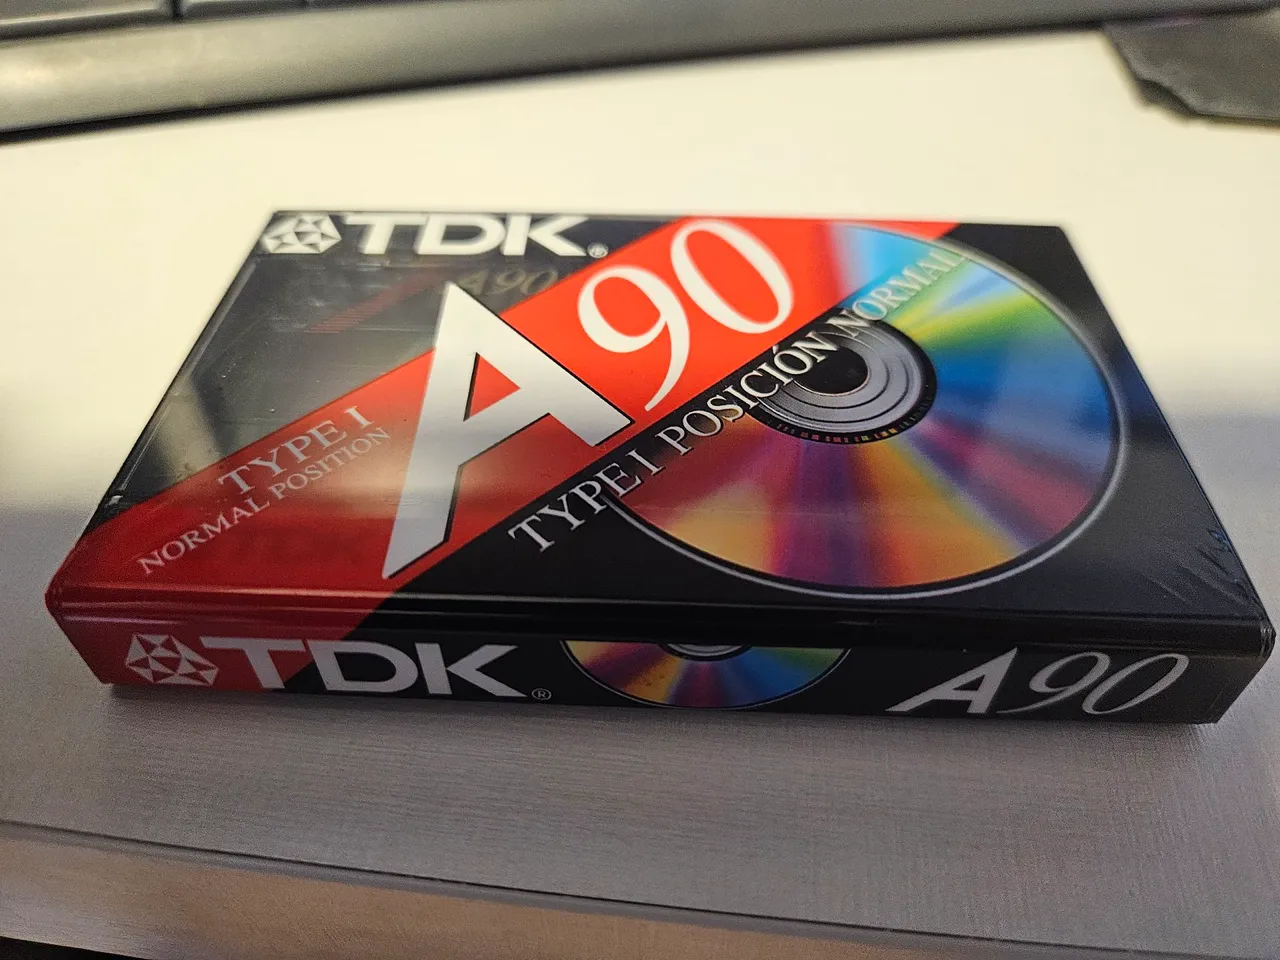 TDK®
A90
A90
TYPE I
NORMAL POSITION
TYPE I POSICIÓN NORMAL
TDK®
A90